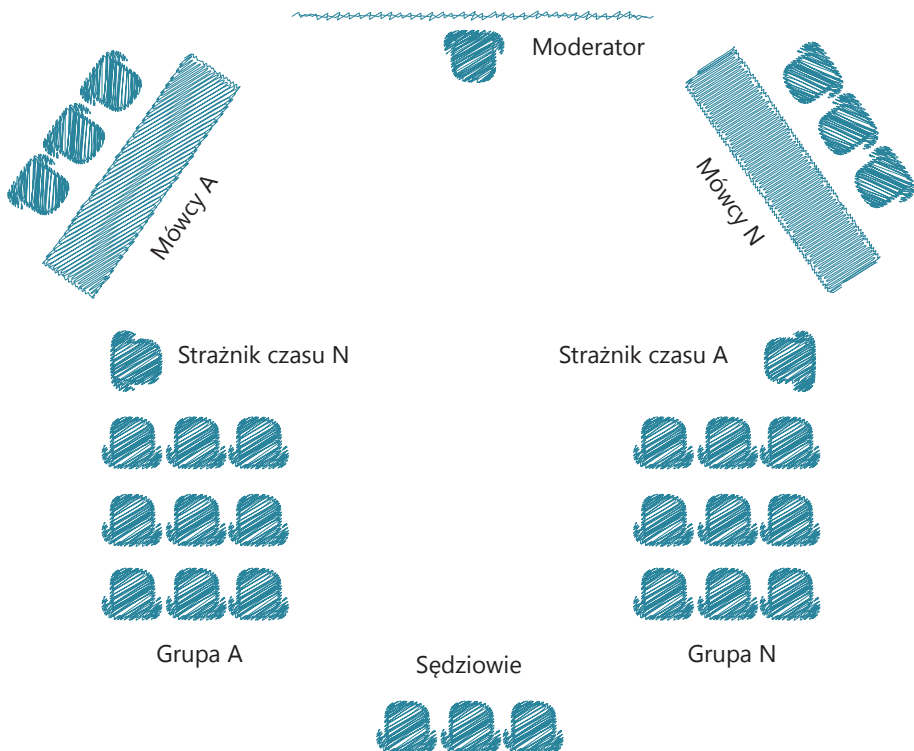 Moderator
Mówcy A
Mówcy N
Strażnik czasu N
Strażnik czasu A
Grupa A
Grupa N
Sędziowie